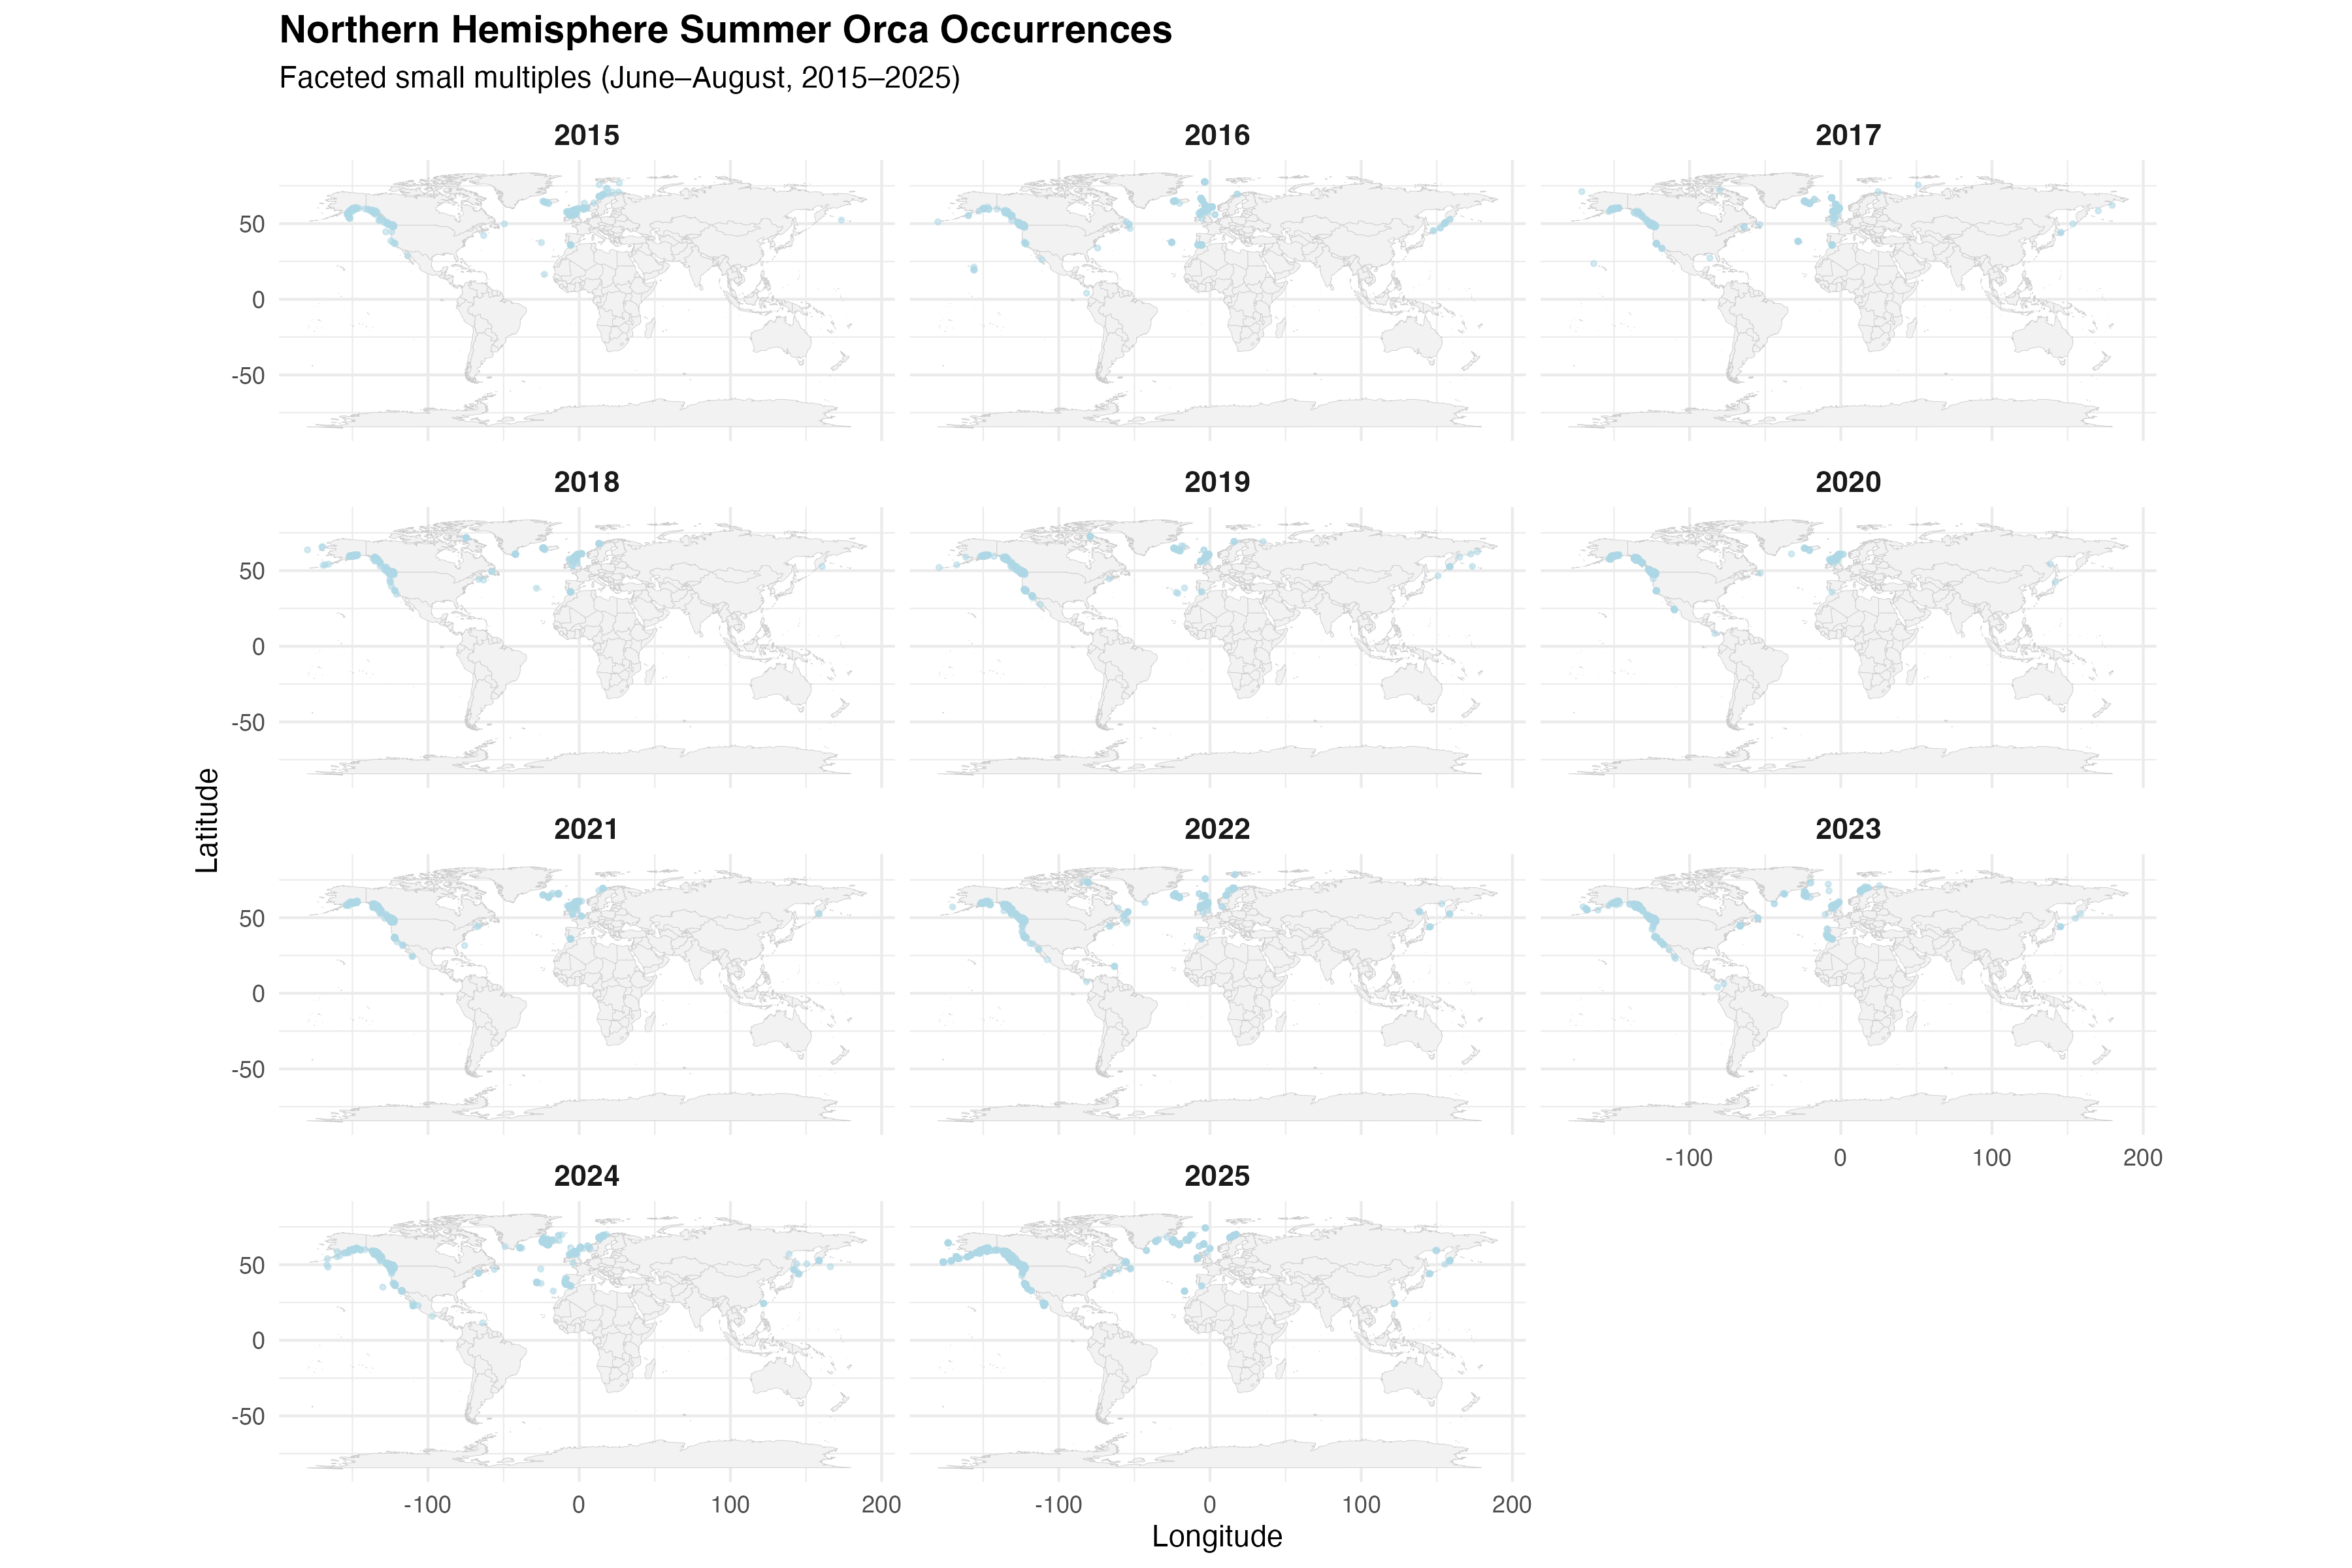 Northern Hemisphere Summer Orca Occurrences
Faceted small multiples (June–August, 2015–2025)
2015 2016 2017
50
0
-50
2018 2019 2020
50
0
-50
Latitude
2021 2022 2023
50
0
-50
-100 0 100 200
2024 2025
50
0
-50
-100 0 100 200 -100 0 100 200
Longitude